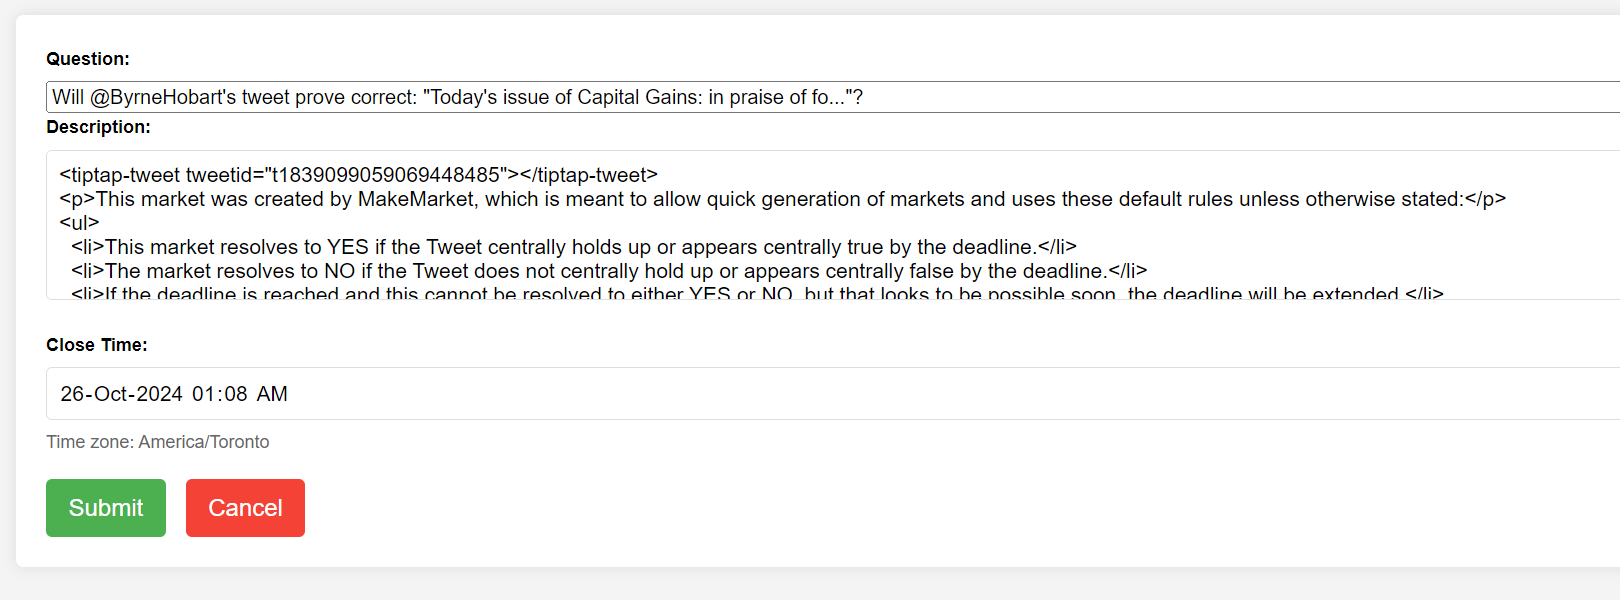 Question:
Will @ByrneHobart's tweet prove correct: "Today's issue of Capital Gains: in praise of fo..."?
Description:
<tiptap-tweet tweetid="t1839099059069448485"></tiptap-tweet>
<p>This market was created by MakeMarket, which is meant to allow quick generation of markets and uses these default rules unless otherwise stated:</p>
<ul>
<li>This market resolves to YES if the Tweet centrally holds up or appears centrally true by the deadline.</li>
<li>The market resolves to NO if the Tweet does not centrally hold up or appears centrally false by the deadline.</li>
<li>If the deadline is reached and this cannot be resolved to either YES or NO, but that looks to be possible soon, the deadline will be extended.</li>
Close Time:
26-Oct-2024 01:08 AM
Time zone: America/Toronto
Submit Cancel